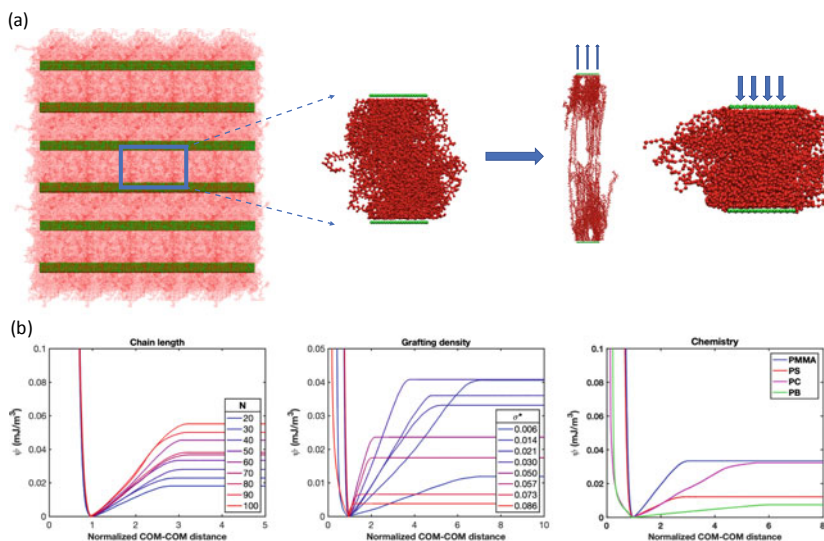 (a)
(b)
Chain length
ψ (mJ/m³)
0.1
0.08
0.06
0.04
0.02
0
0 1 2 3 4 5
Normalized COM-COM distance
N
20
30
40
50
60
70
80
90
100
Grafting density
ψ (mJ/m³)
0.05
0.04
0.03
0.02
0.01
0
0 2 4 6 8 10
Normalized COM-COM distance
σ*
0.006
0.014
0.021
0.030
0.050
0.057
0.073
0.086
Chemistry
ψ (mJ/m³)
0.1
0.08
0.06
0.04
0.02
0
0 2 4 6 8
Normalized COM-COM distance
PMMA
PS
PC
PB